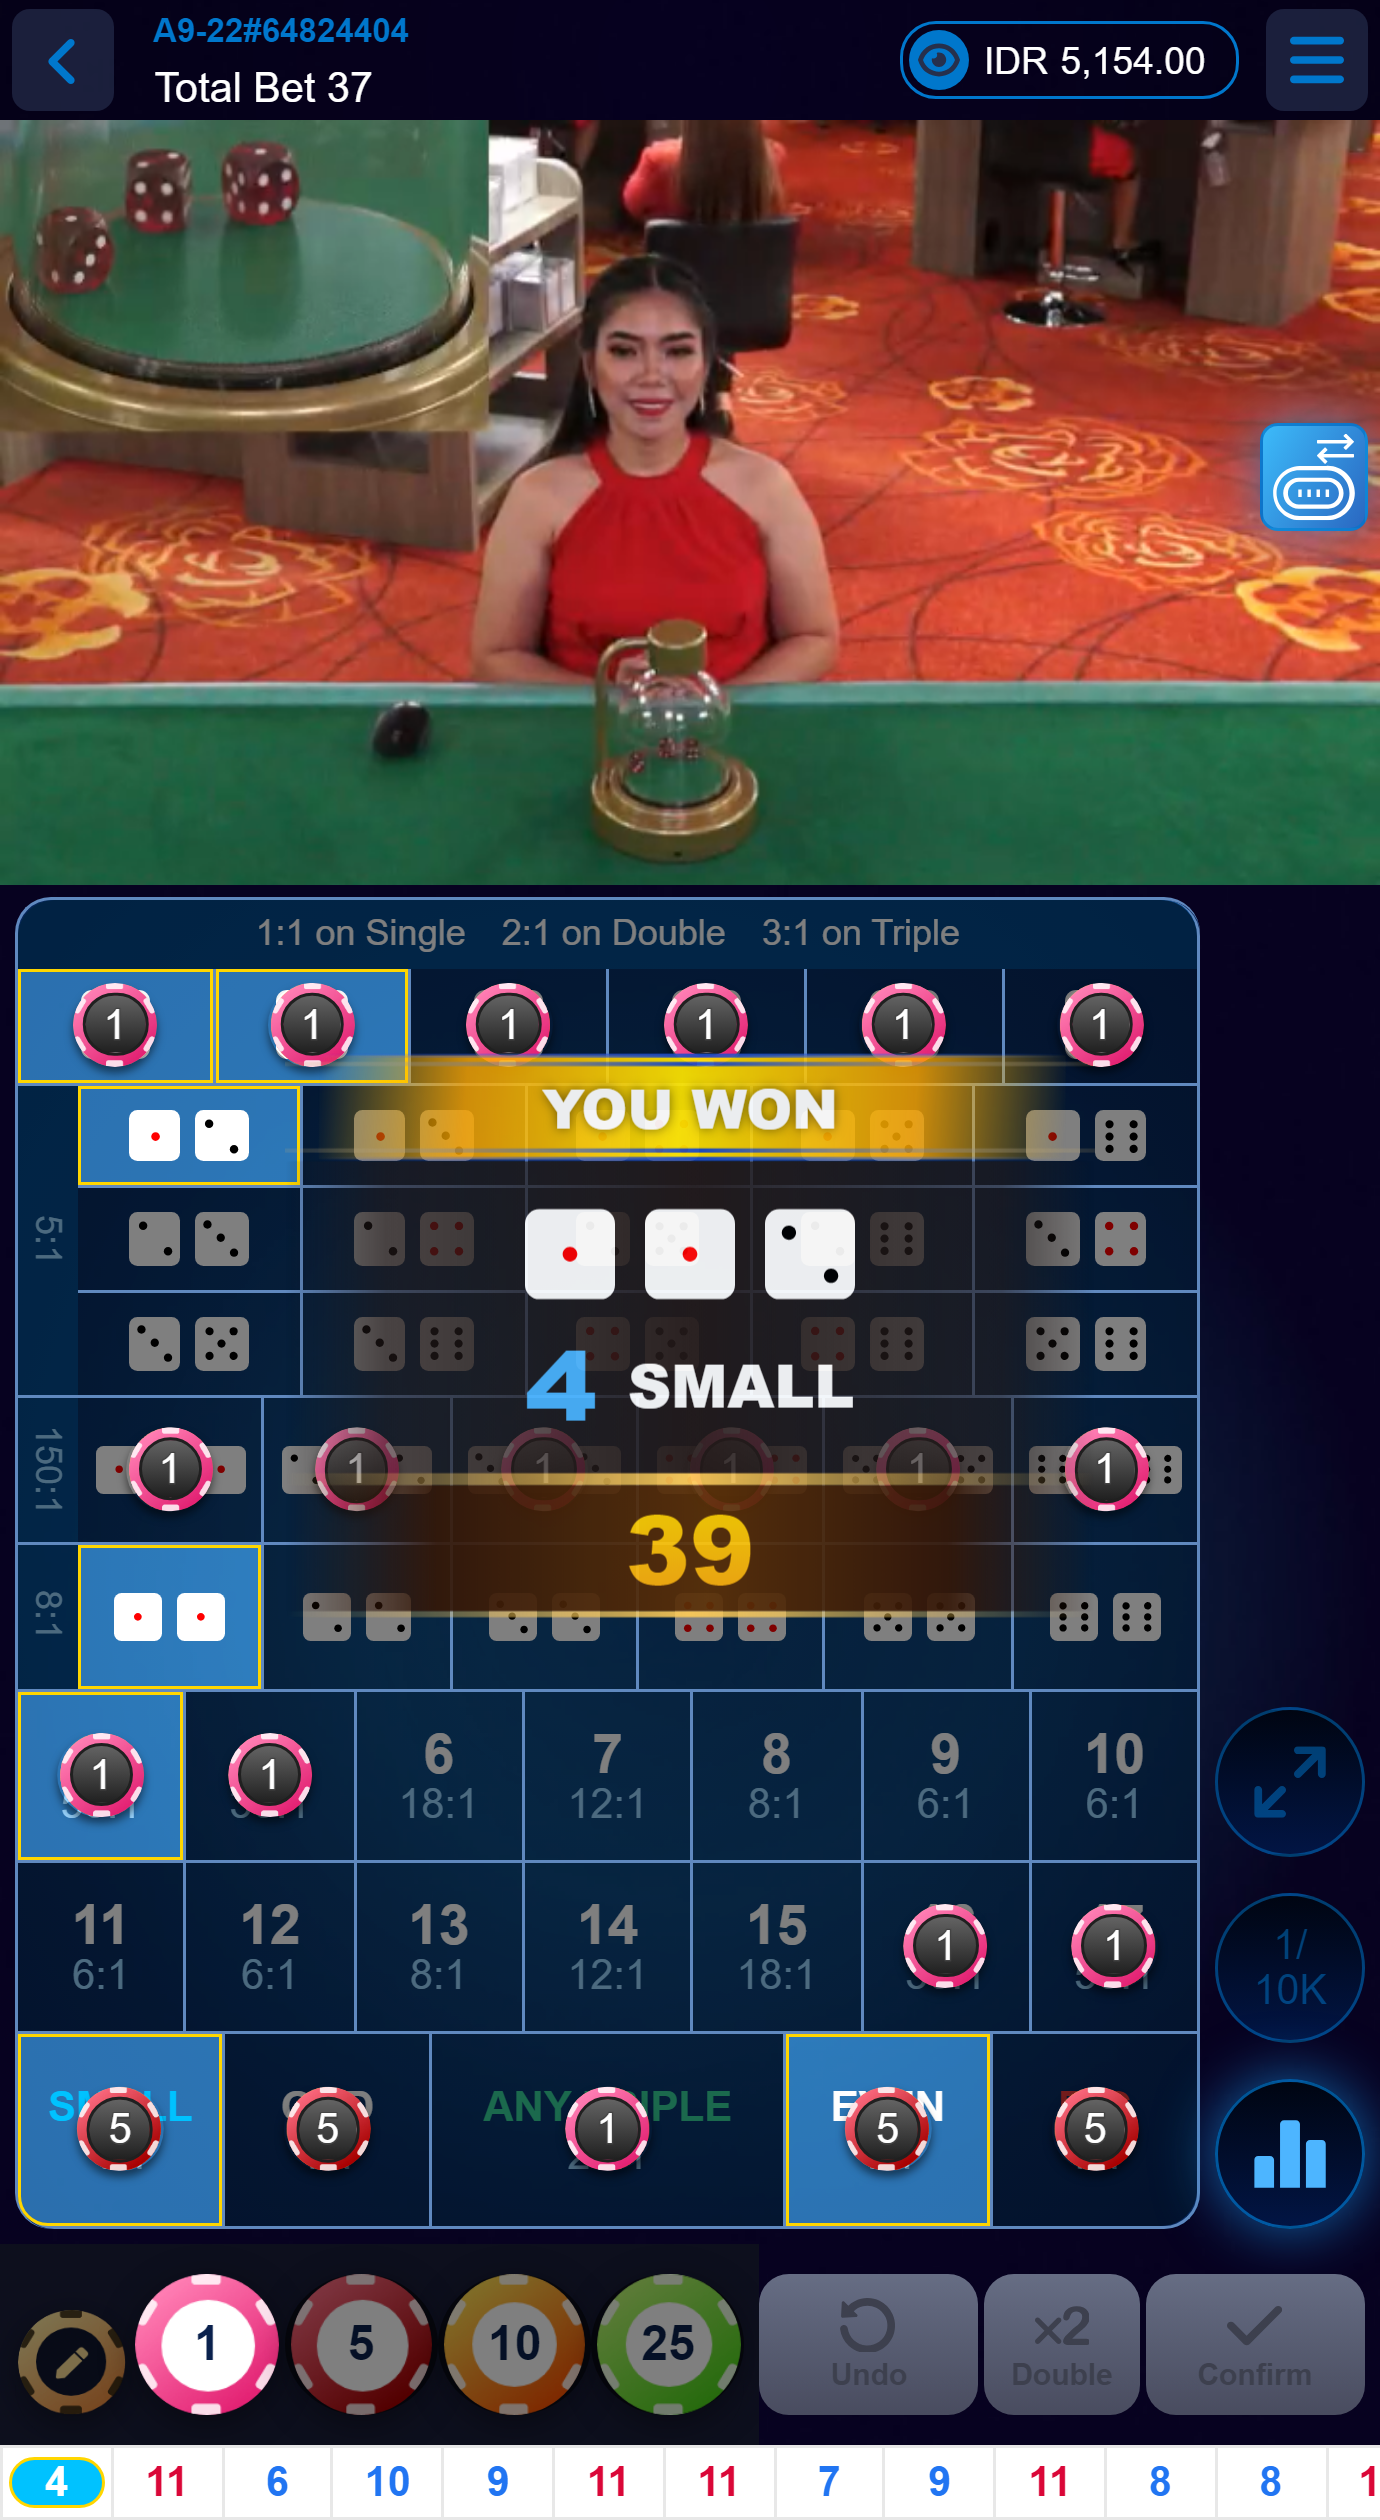 A9-22#64824404
Total Bet 37
IDR 5,154.00
1:1 on Single 2:1 on Double 3:1 on Triple
1 1 1 1 1 1
YOU WON
5:1
4 SMALL
150:1
1 1 1 1 1 1
39
8:1
1 1 6 7 8 9 10
18:1 12:1 8:1 6:1 6:1
11 12 13 14 15 1 1
6:1 6:1 8:1 12:1 18:1
ANY
5 5 1 5 5
1/
10K
1 5 10 25
x2
Undo Double Confirm
4 11 6 10 9 11 11 7 9 11 8 8